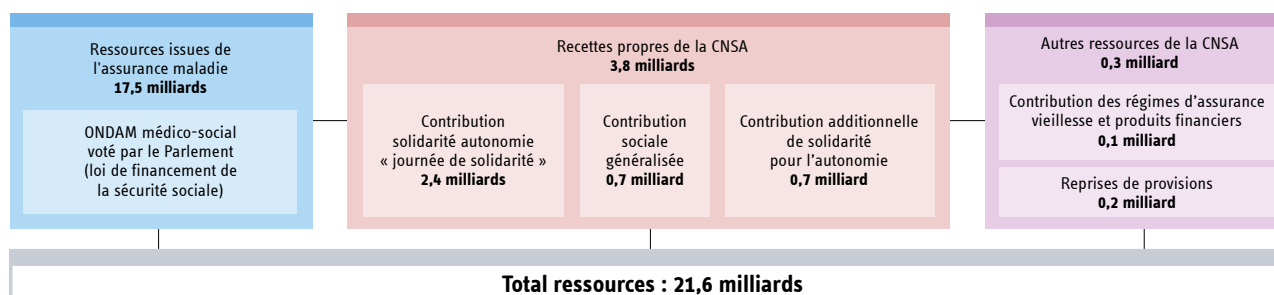 Ressources issues de
l'assurance maladie
17,5 milliards
ONDAM médico-social
voté par le Parlement
(loi de financement de
la sécurité sociale)
Recettes propres de la CNSA
3,8 milliards
Contribution
solidarité autonomie
« journée de solidarité »
2,4 milliards
Contribution
sociale
généralisée
0,7 milliard
Contribution additionnelle
de solidarité
pour l'autonomie
0,7 milliard
Autres ressources de la CNSA
0,3 milliard
Contribution des régimes d'assurance
vieillesse et produits financiers
0,1 milliard
Reprises de provisions
0,2 milliard
Total ressources : 21,6 milliards